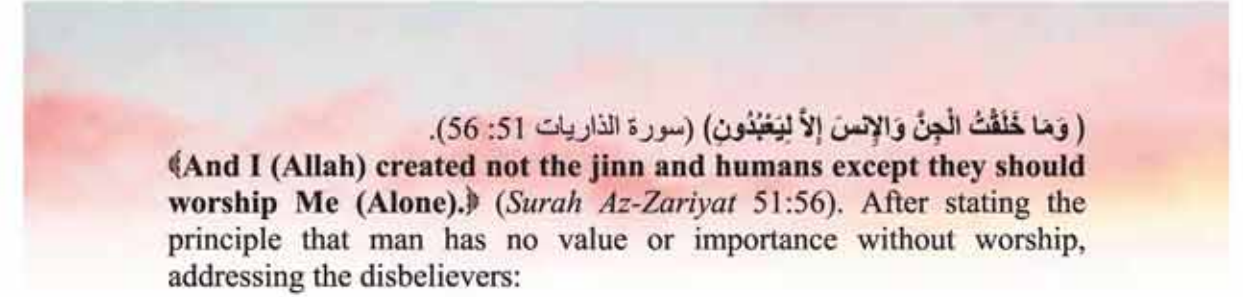 ( وَمَا خَلَقْتُ الْجِنَّ وَالإِنسَ إِلاَّ لِيَعْبُدُونِ) (سورة الذاريات 51: 56).
﴾And I (Allah) created not the jinn and humans except they should
worship Me (Alone).﴿ (Surah Az-Zariyat 51:56). After stating the
principle that man has no value or importance without worship,
addressing the disbelievers: